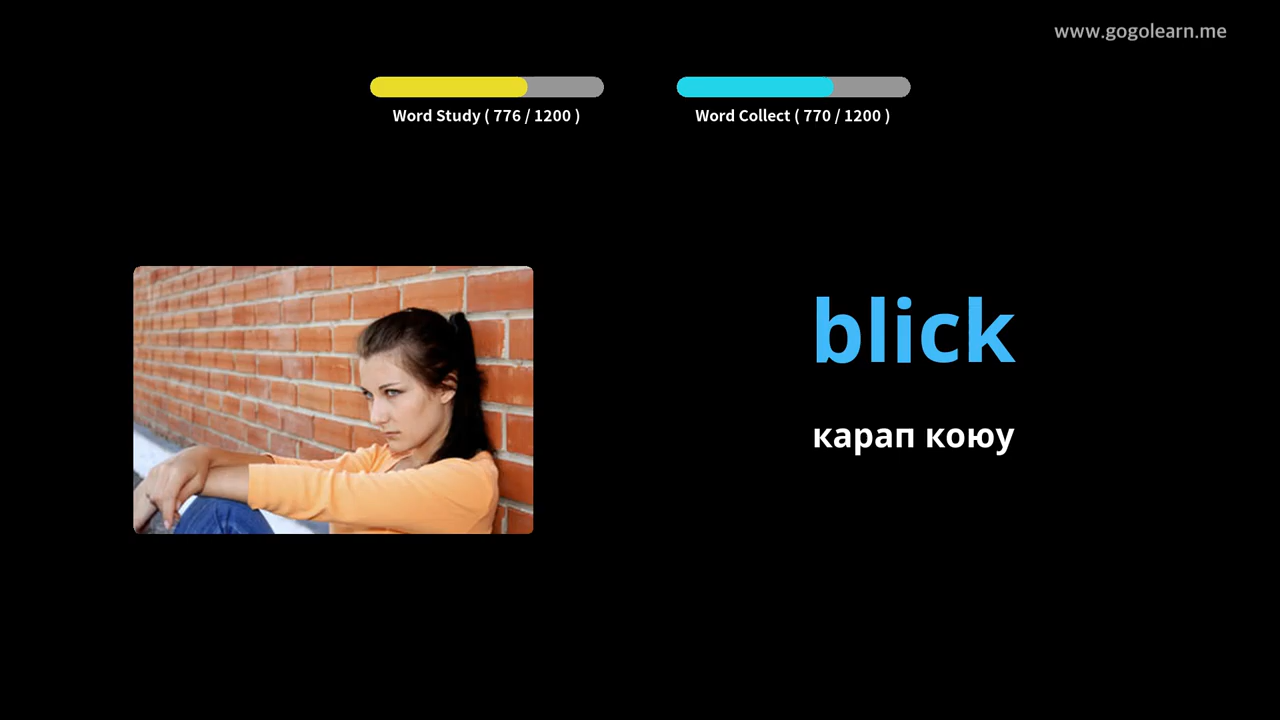 www.gogolearn.me
Word Study ( 776 / 1200 )
Word Collect ( 770 / 1200 )
blick
карап коюу